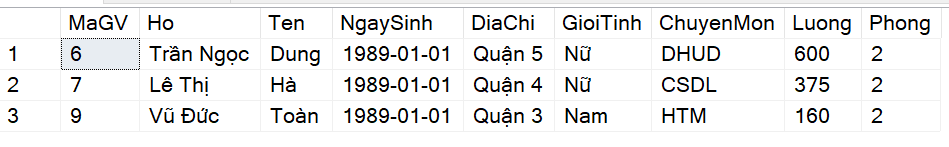 MaGV Ho Ten NgaySinh DiaChi GioiTinh ChuyenMon Luong Phong
1 6 Trần Ngọc Dung 1989-01-01 Quận 5 Nữ DHUD 600 2
2 7 Lê Thị Hà 1989-01-01 Quận 4 Nữ CSDL 375 2
3 9 Vũ Đức Toàn 1989-01-01 Quận 3 Nam HTM 160 2